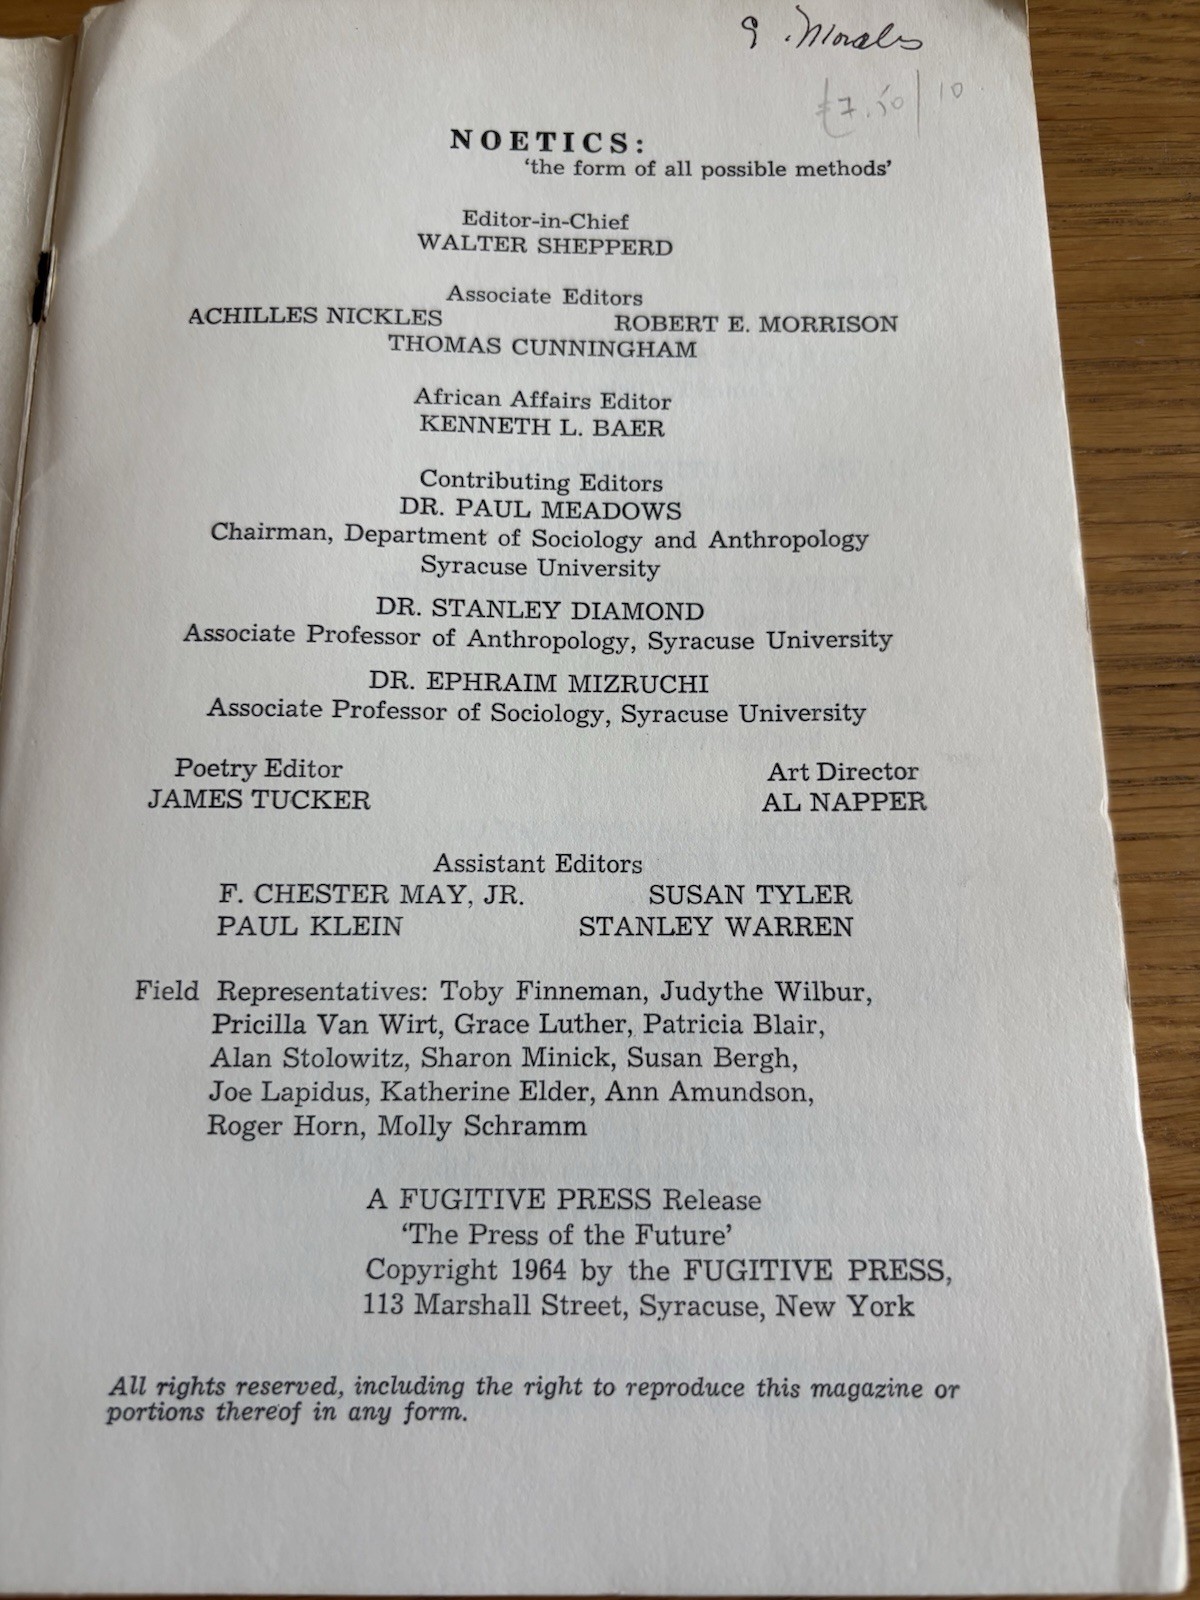 G. Morales
£7.50/10
NOETICS:
'the form of all possible methods'
Editor-in-Chief
WALTER SHEPPERD
Associate Editors
ACHILLES NICKLES ROBERT E. MORRISON
THOMAS CUNNINGHAM
African Affairs Editor
KENNETH L. BAER
Contributing Editors
DR. PAUL MEADOWS
Chairman, Department of Sociology and Anthropology
Syracuse University
DR. STANLEY DIAMOND
Associate Professor of Anthropology, Syracuse University
DR. EPHRAIM MIZRUCHI
Associate Professor of Sociology, Syracuse University
Poetry Editor Art Director
JAMES TUCKER AL NAPPER
Assistant Editors
F. CHESTER MAY, JR. SUSAN TYLER
PAUL KLEIN STANLEY WARREN
Field Representatives: Toby Finneman, Judythe Wilbur,
Pricilla Van Wirt, Grace Luther, Patricia Blair,
Alan Stolowitz, Sharon Minick, Susan Bergh,
Joe Lapidus, Katherine Elder, Ann Amundson,
Roger Horn, Molly Schramm
A FUGITIVE PRESS Release
'The Press of the Future'
Copyright 1964 by the FUGITIVE PRESS,
113 Marshall Street, Syracuse, New York
All rights reserved, including the right to reproduce this magazine or
portions thereof in any form.